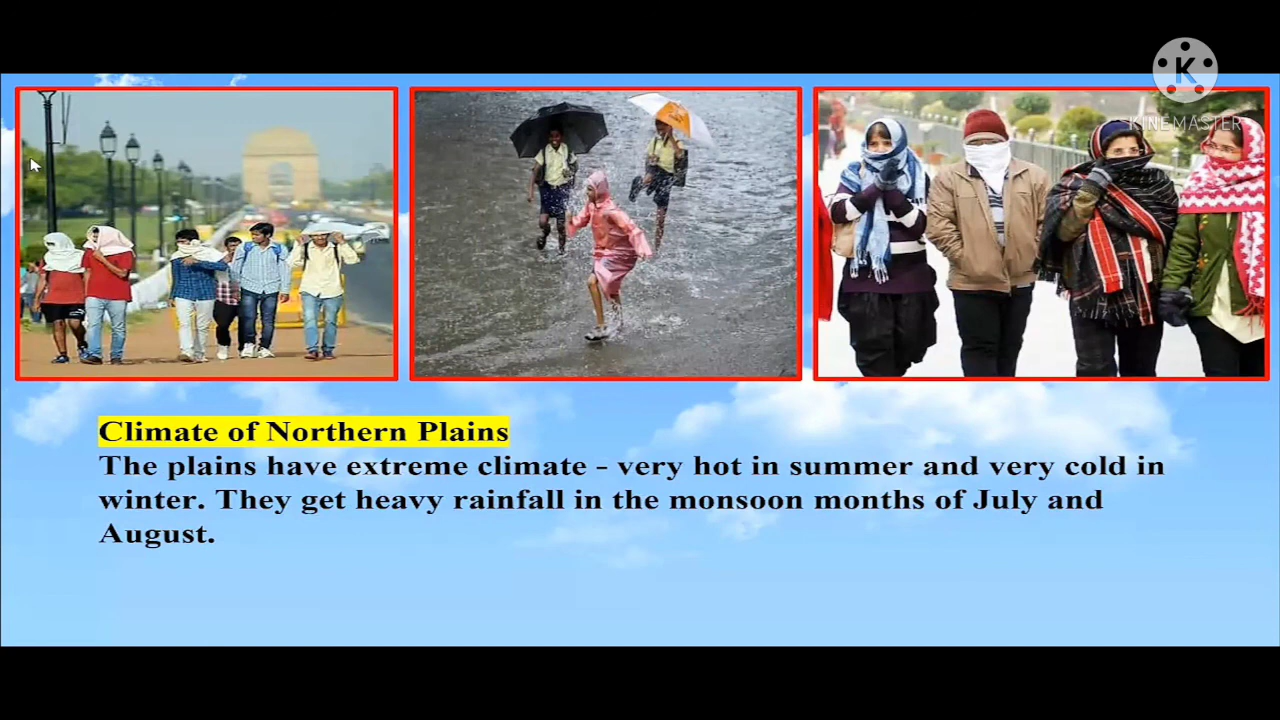 K
KINEMASTER
Climate of Northern Plains
The plains have extreme climate - very hot in summer and very cold in
winter. They get heavy rainfall in the monsoon months of July and
August.